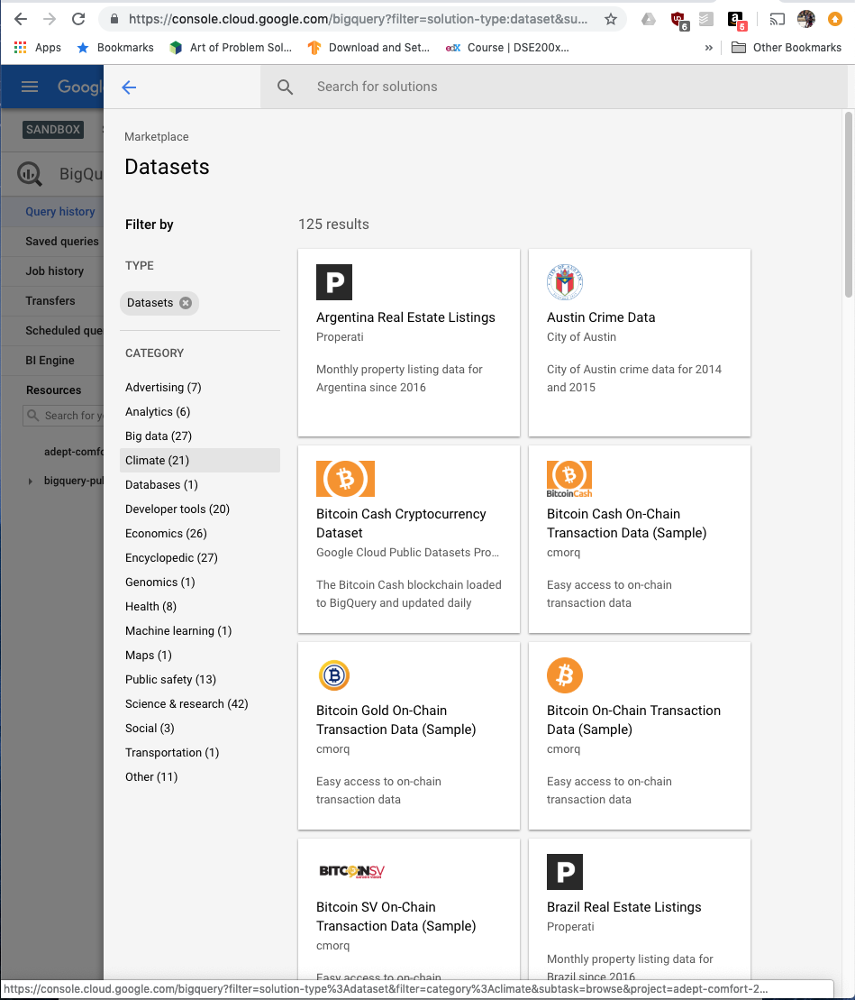 https://console.cloud.google.com/bigquery?filter=solution-type:dataset&su...
6
5
Apps
Bookmarks
Art of Problem Sol...
Download and Set...
edX
Course | DSE200x...
»
Other Bookmarks
Googl
Search for solutions
SANDBOX
Marketplace
Datasets
BigQu
Query history
Saved queries
Job history
Transfers
Scheduled que
BI Engine
Resources
Search for y
adept-comfo
bigquery-pul
Filter by
TYPE
Datasets
CATEGORY
Advertising (7)
Analytics (6)
Big data (27)
Climate (21)
Databases (1)
Developer tools (20)
Economics (26)
Encyclopedic (27)
Genomics (1)
Health (8)
Machine learning (1)
Maps (1)
Public safety (13)
Science & research (42)
Social (3)
Transportation (1)
Other (11)
125 results
P
Argentina Real Estate Listings
Properati
Monthly property listing data for
Argentina since 2016
CITY OF AUSTIN
Austin Crime Data
City of Austin
City of Austin crime data for 2014
and 2015
Bitcoin Cash Cryptocurrency
Dataset
Google Cloud Public Datasets Pro...
The Bitcoin Cash blockchain loaded
to BigQuery and updated daily
BitcoinCash
Bitcoin Cash On-Chain
Transaction Data (Sample)
cmorq
Easy access to on-chain
transaction data
Bitcoin Gold On-Chain
Transaction Data (Sample)
cmorq
Easy access to on-chain
transaction data
Bitcoin On-Chain Transaction
Data (Sample)
cmorq
Easy access to on-chain
transaction data
BITCOIN SV
Bitcoin SV On-Chain
Transaction Data (Sample)
cmorq
Easy access to on-chain
P
Brazil Real Estate Listings
Properati
Monthly property listing data for
Brazil since 2016
https://console.cloud.google.com/bigquery?filter=solution-type%3Adataset&filter=category%3Aclimate&subtask=browse&project=adept-comfort-2...